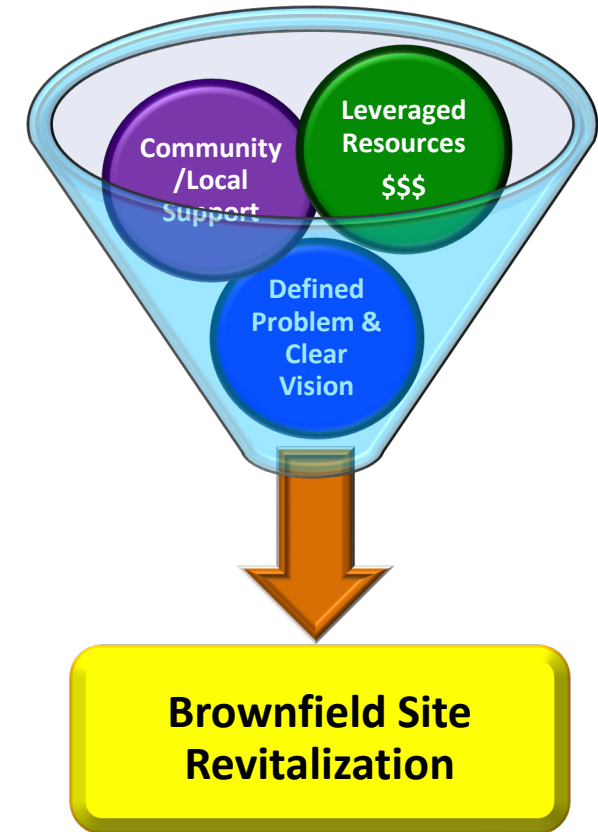 Community
/Local
Support
Leveraged
Resources
$$$
Defined
Problem &
Clear
Vision
Brownfield Site
Revitalization